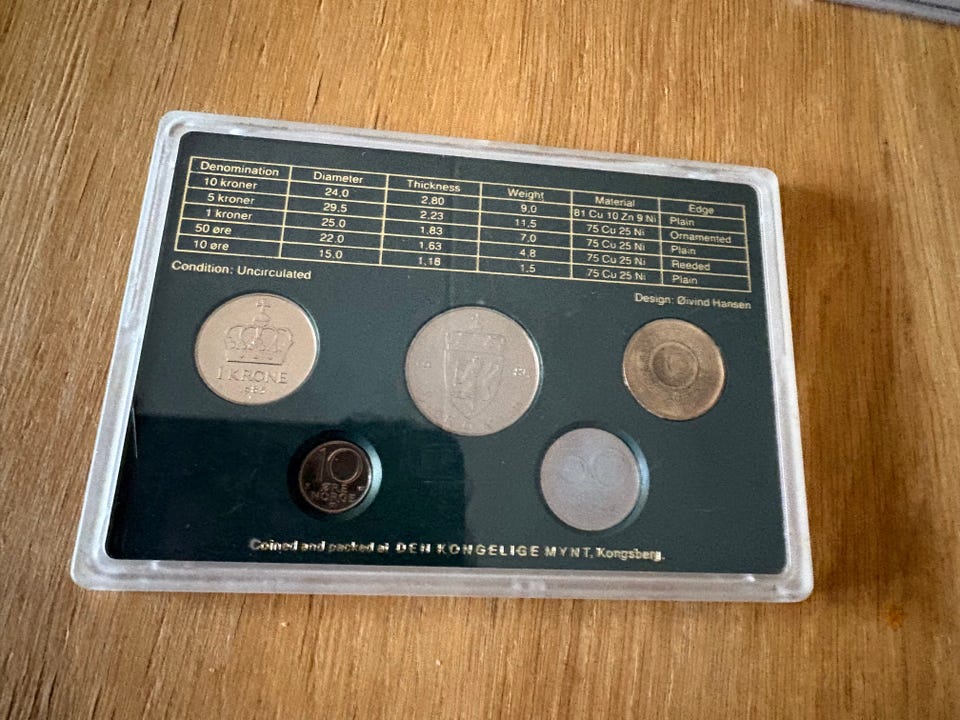 Denomination Diameter Thickness Weight Material Edge
10 kroner 24,0 2,80 9,0 81 Cu 10 Zn 9 Ni Plain
5 kroner 29,5 2,23 11,5 75 Cu 25 Ni Ornamented
1 kroner 25,0 1,83 7,0 75 Cu 25 Ni Plain
50 øre 22,0 1,63 4,8 75 Cu 25 Ni Reeded
10 øre 15,0 1,18 1,5 75 Cu 25 Ni Plain
Condition: Uncirculated
Design: Øivind Hansen
1 KRONE
10
ØRE
NORGE
50
Coined and packed at DEN KONGELIGE MYNT, Kongsberg.